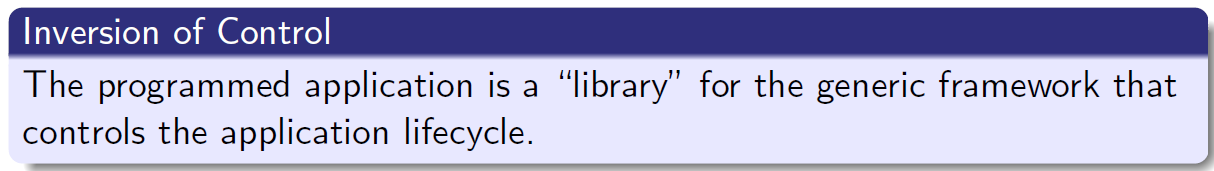 Inversion of Control
The programmed application is a “library” for the generic framework that
controls the application lifecycle.